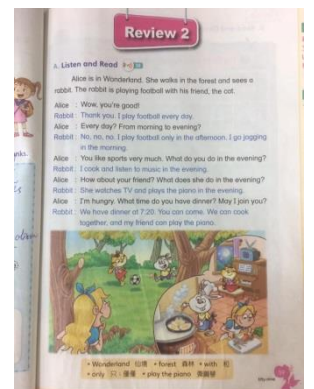 Review 2
A. Listen and Read
Alice is in Wonderland. She walks in the forest and sees a
rabbit. The rabbit is playing football with his friend, the cat.
Alice : Wow, you're good!
Rabbit : Thank you. I play football every day.
Alice : Every day? From morning to evening?
Rabbit : No, no, no. I play football only in the afternoon. I go jogging
in the morning.
Alice : You like sports very much. What do you do in the evening?
Rabbit : I cook and listen to music in the evening.
Alice : How about your friend? What does she do in the evening?
Rabbit : She watches TV and plays the piano in the evening.
Alice : I'm hungry. What time do you have dinner? May I join you?
Rabbit : We have dinner at 7:20. You can come. We can cook
together, and my friend can play the piano.
• Wonderland 仙境 • forest 森林 • with 和
• only 只；僅僅 • play the piano 彈鋼琴